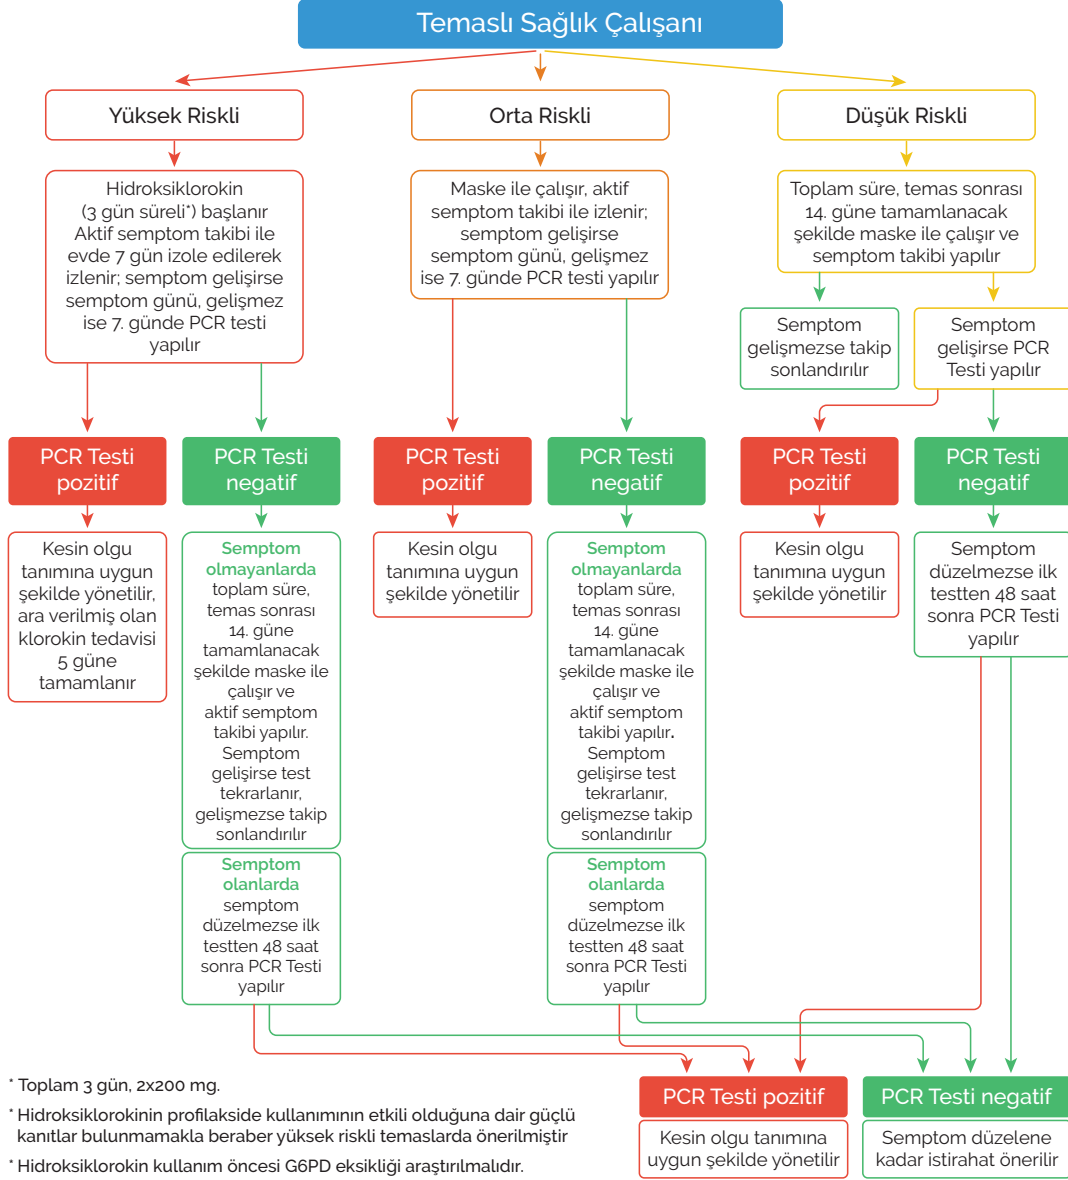 Temaslı Sağlık Çalışanı
Yüksek Riskli
Orta Riskli
Düşük Riskli
Hidroksiklorokin
(3 gün süreli*) başlanır
Aktif semptom takibi ile
evde 7 gün izole edilerek
izlenir; semptom gelişirse
semptom günü, gelişmez
ise 7. günde PCR testi
yapılır
Maske ile çalışır, aktif
semptom takibi ile izlenir;
semptom gelişirse
semptom günü, gelişmez
ise 7. günde PCR testi yapılır
Toplam süre, temas sonrası
14. güne tamamlanacak
şekilde maske ile çalışır ve
semptom takibi yapılır
Semptom
gelişmezse takip
sonlandırılır
Semptom
gelişirse PCR
Testi yapılır
PCR Testi
pozitif
PCR Testi
negatif
PCR Testi
pozitif
PCR Testi
negatif
PCR Testi
pozitif
PCR Testi
negatif
Kesin olgu
tanımına uygun
şekilde yönetilir,
ara verilmiş olan
klorokin tedavisi
5 güne
tamamlanır
Semptom
olmayanlarda
toplam süre,
temas sonrası
14. güne
tamamlanacak
şekilde maske ile
çalışır ve
aktif semptom
takibi yapılır.
Semptom
gelişirse test
tekrarlanır,
gelişmezse takip
sonlandırılır
Semptom
olanlarda
semptom
düzelmezse ilk
testten 48 saat
sonra PCR Testi
yapılır
Kesin olgu
tanımına uygun
şekilde yönetilir
Semptom
olmayanlarda
toplam süre,
temas sonrası
14. güne
tamamlanacak
şekilde maske ile
çalışır ve
aktif semptom
takibi yapılır.
Semptom
gelişirse test
tekrarlanır,
gelişmezse takip
sonlandırılır
Semptom
olanlarda
semptom
düzelmezse ilk
testten 48 saat
sonra PCR Testi
yapılır
Kesin olgu
tanımına uygun
şekilde yönetilir
Semptom
düzelmezse ilk
testten 48 saat
sonra PCR Testi
yapılır
PCR Testi pozitif
Kesin olgu tanımına
uygun şekilde yönetilir
PCR Testi negatif
Semptom düzelene
kadar istirahat önerilir
* Toplam 3 gün, 2x200 mg.
* Hidroksiklorokinin profilakside kullanımının etkili olduğuna dair güçlü
kanıtlar bulunmamakla beraber yüksek riskli temaslarda önerilmiştir
* Hidroksiklorokin kullanım öncesi G6PD eksikliği araştırılmalıdır.